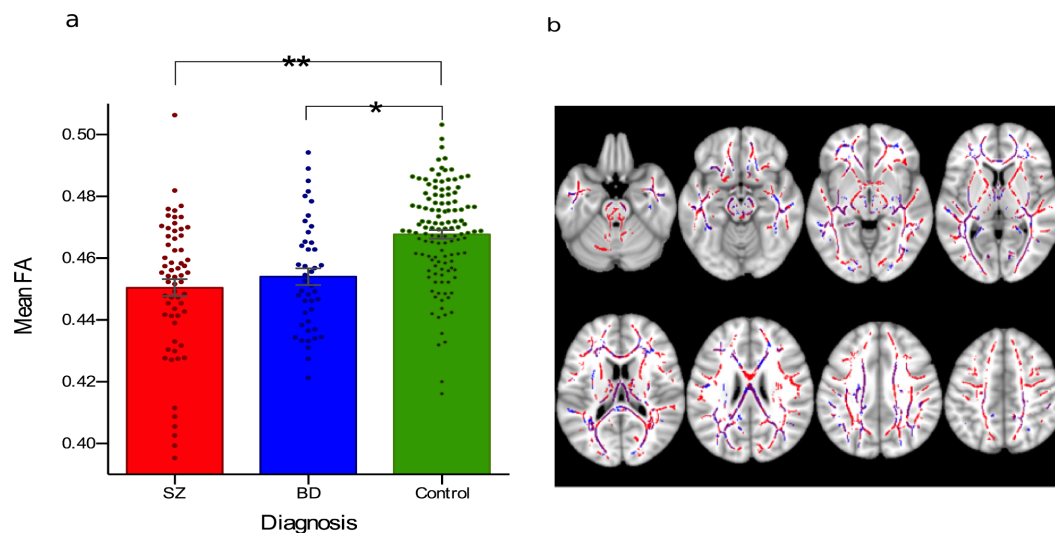 a
b
**
*
0.50
0.48
0.46
0.44
0.42
0.40
Mean FA
SZ
BD
Control
Diagnosis